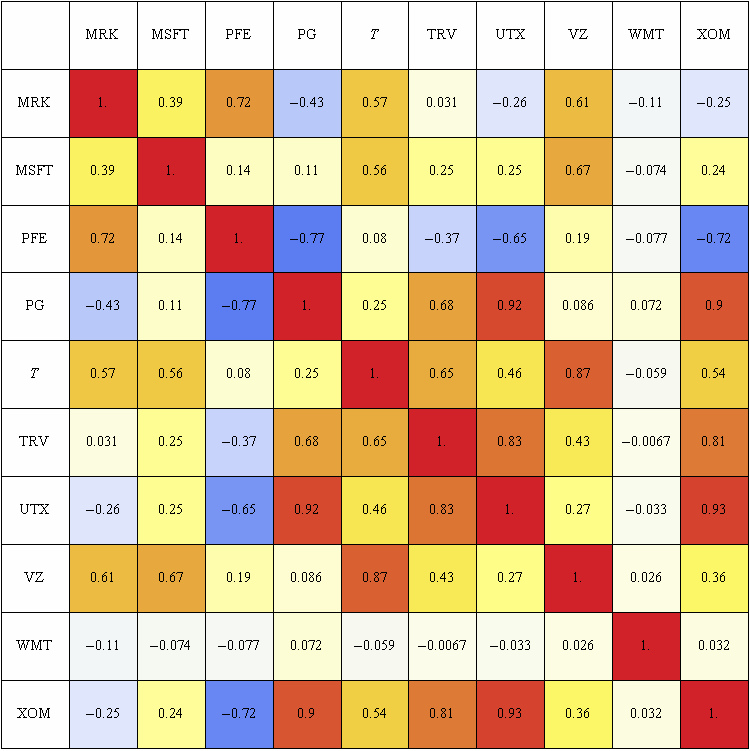 MRK MSFT PFE PG T TRV UTX VZ WMT XOM
MRK 1. 0.39 0.72 −0.43 0.57 0.031 −0.26 0.61 −0.11 −0.25
MSFT 0.39 1. 0.14 0.11 0.56 0.25 0.25 0.67 −0.074 0.24
PFE 0.72 0.14 1. −0.77 0.08 −0.37 −0.65 0.19 −0.077 −0.72
PG −0.43 0.11 −0.77 1. 0.25 0.68 0.92 0.086 0.072 0.9
T 0.57 0.56 0.08 0.25 1. 0.65 0.46 0.87 −0.059 0.54
TRV 0.031 0.25 −0.37 0.68 0.65 1. 0.83 0.43 −0.0067 0.81
UTX −0.26 0.25 −0.65 0.92 0.46 0.83 1. 0.27 −0.033 0.93
VZ 0.61 0.67 0.19 0.086 0.87 0.43 0.27 1. 0.026 0.36
WMT −0.11 −0.074 −0.077 0.072 −0.059 −0.0067 −0.033 0.026 1. 0.032
XOM −0.25 0.24 −0.72 0.9 0.54 0.81 0.93 0.36 0.032 1.